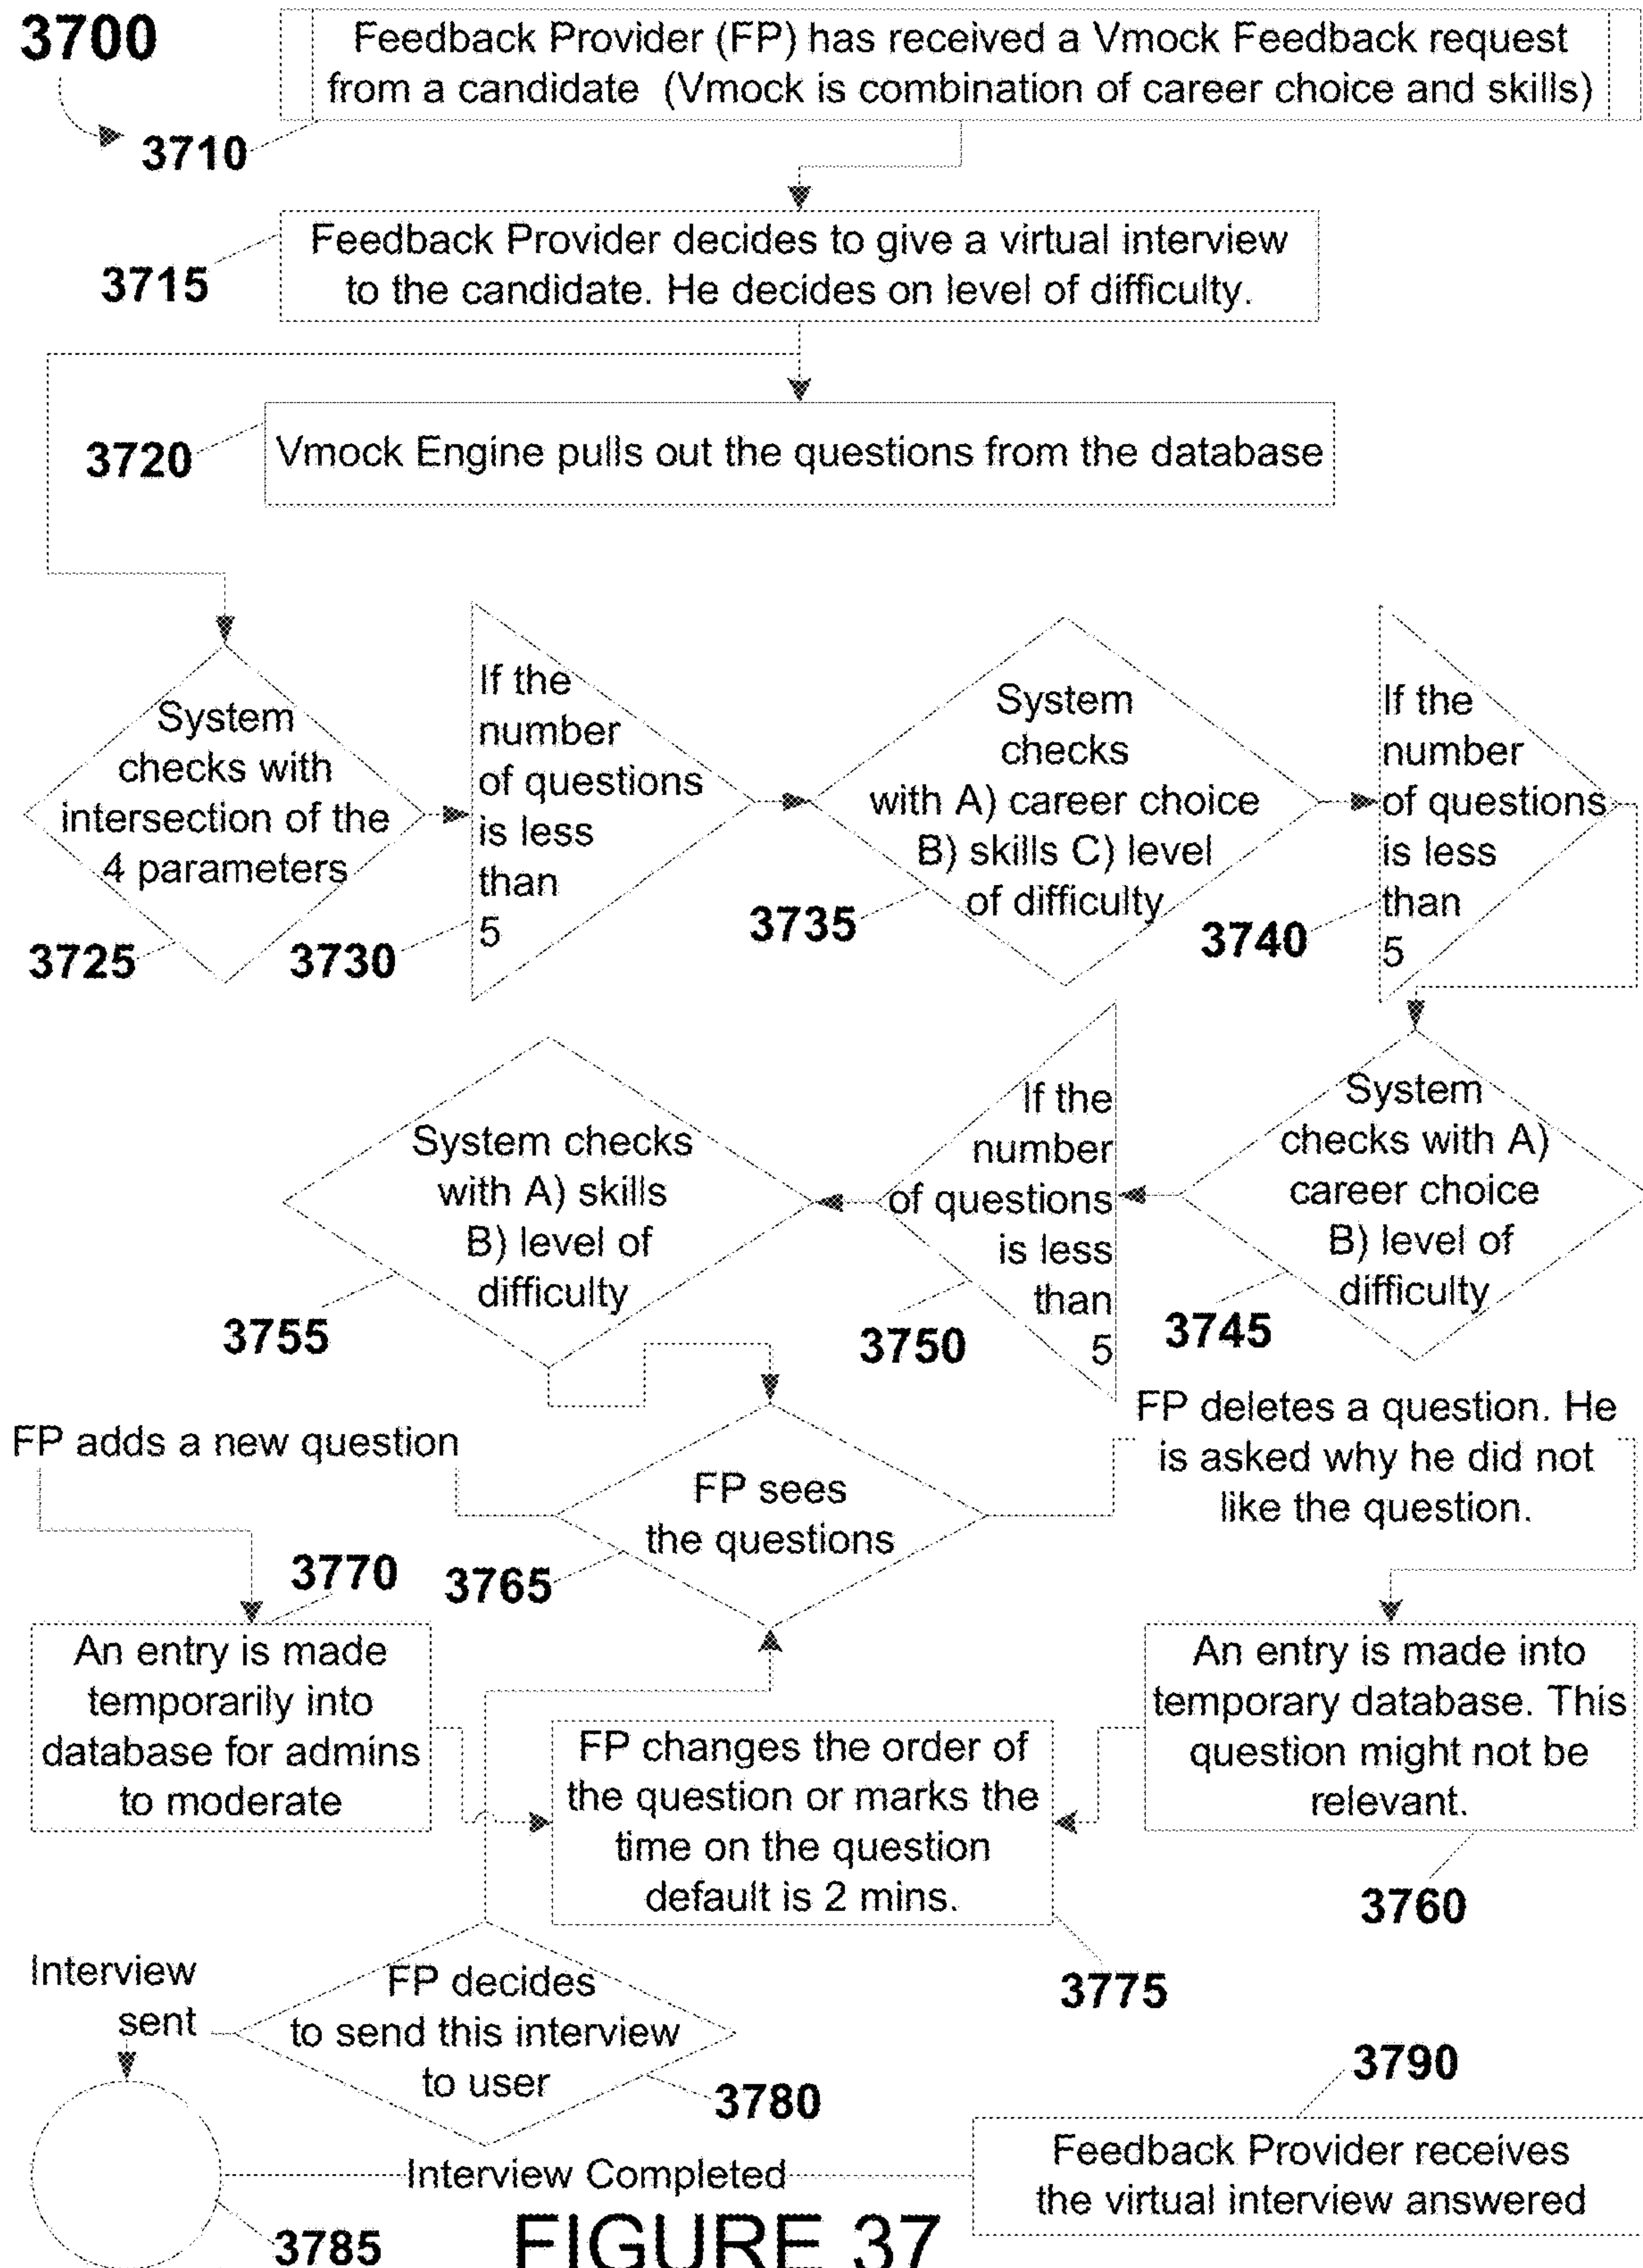 3700
Feedback Provider (FP) has received a Vmock Feedback request
from a candidate (Vmock is combination of career choice and skills)
3710
Feedback Provider decides to give a virtual interview
to the candidate. He decides on level of difficulty.
3715
Vmock Engine pulls out the questions from the database
3720
System
checks with
intersection of the
4 parameters
3725
If the
number
of questions
is less
than
5
3730
System
checks
with A) career choice
B) skills C) level
of difficulty
3735
If the
number
of questions
is less
than
5
3740
System
checks with A)
career choice
B) level of
difficulty
3745
If the
number
of questions
is less
than
5
3750
System checks
with A) skills
B) level of
difficulty
3755
FP adds a new question
FP sees
the questions
3765
FP deletes a question. He
is asked why he did not
like the question.
3770
An entry is made
temporarily into
database for admins
to moderate
FP changes the order of
the question or marks the
time on the question
default is 2 mins.
3775
An entry is made into
temporary database. This
question might not be
relevant.
3760
Interview
sent
FP decides
to send this interview
to user
3780
3790
Feedback Provider receives
the virtual interview answered
Interview Completed
3785
FIGURE 37